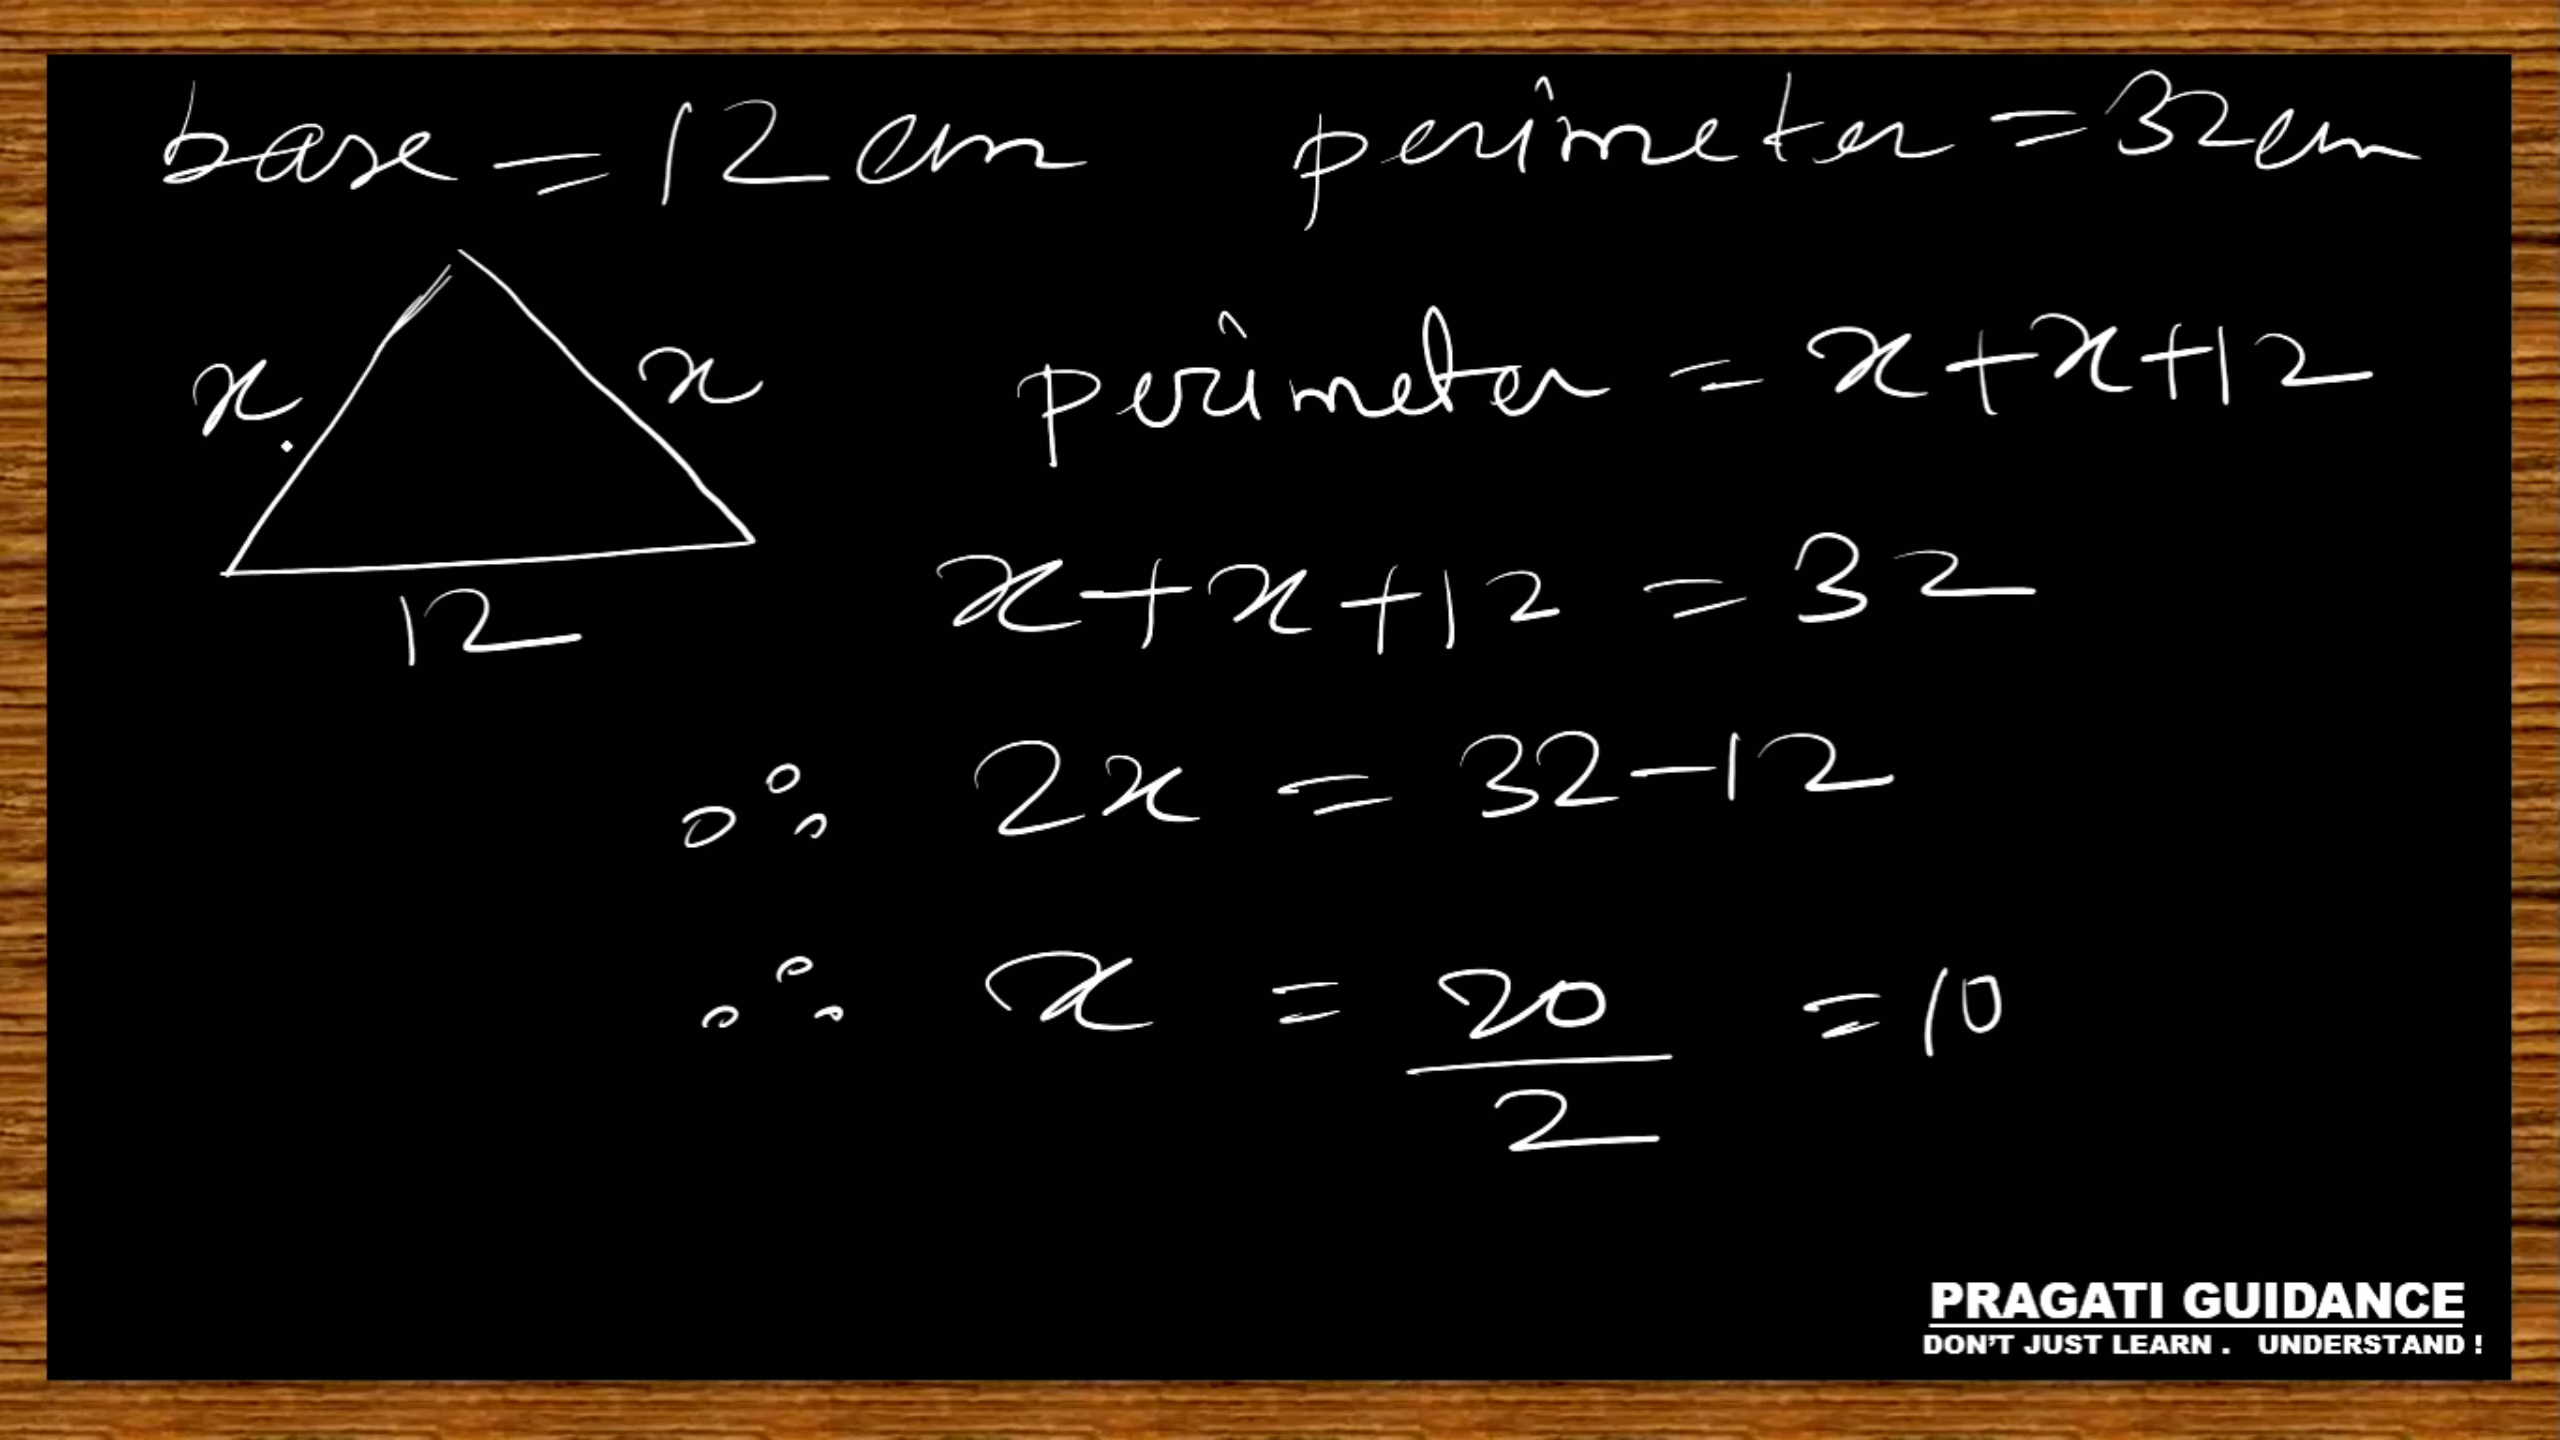 base = 12 cm perimeter = 32 cm
x x
perimeter = x + x + 12
12
x + x + 12 = 32
∴ 2x = 32 - 12
∴ x = 20/2 = 10
PRAGATI GUIDANCE
DON'T JUST LEARN . UNDERSTAND !